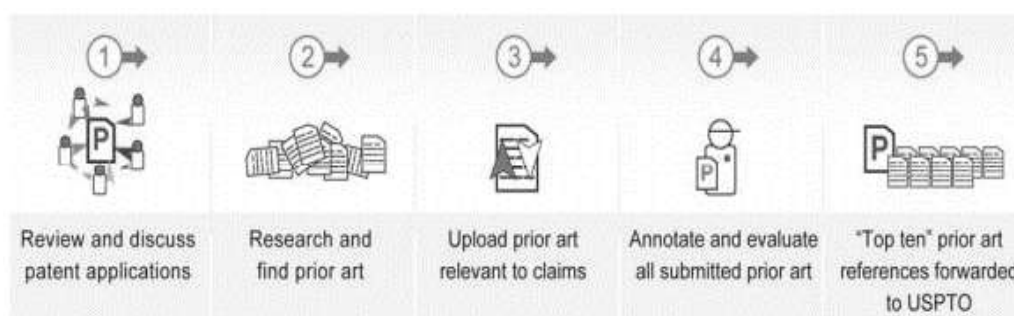 1
2
3
4
5
P
P
P
Review and discuss
patent applications
Research and
find prior art
Upload prior art
relevant to claims
Annotate and evaluate
all submitted prior art
“Top ten” prior art
references forwarded
to USPTO